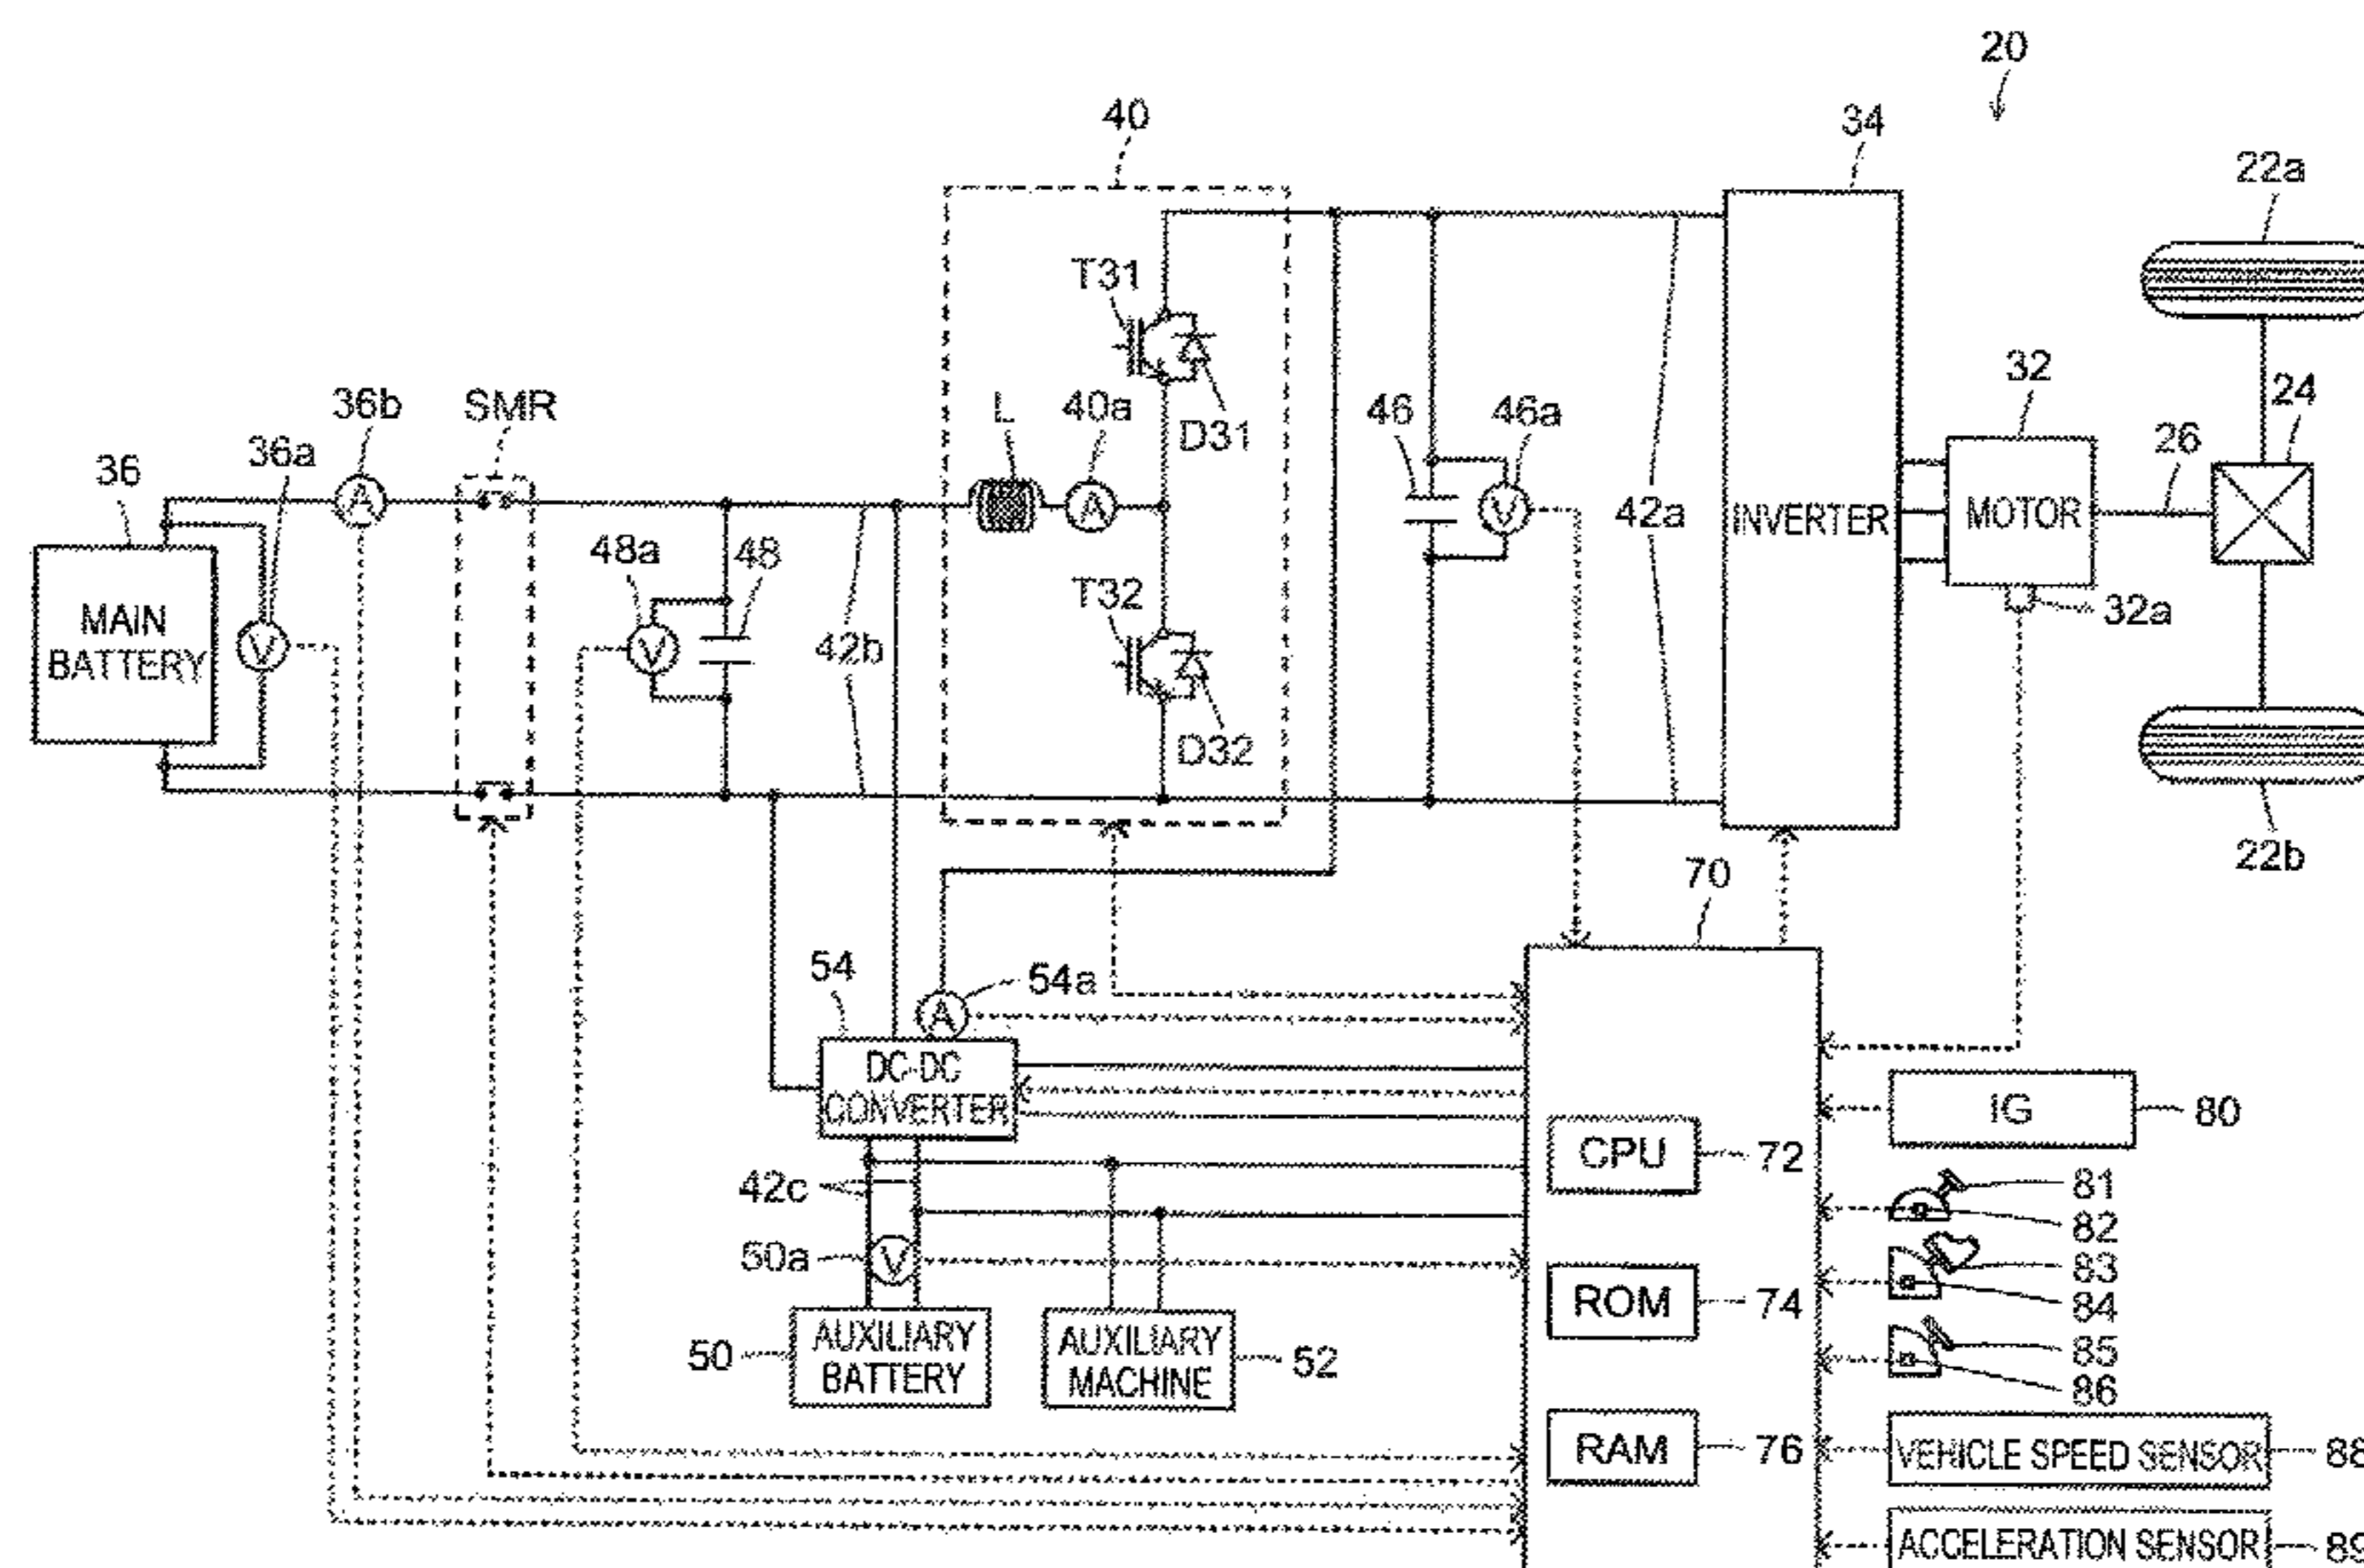 20
40
34
22a
T31
32
24
36b
SMR
L
40a
D31
46
46a
26
36
36a
42a
INVERTER
MOTOR
48a
48
T32
32a
MAIN
BATTERY
42b
D32
22b
70
54
54a
DC-DC
CONVERTER
IG
80
CPU
72
42c
81
82
50a
83
84
ROM
74
50
AUXILIARY
BATTERY
AUXILIARY
MACHINE
52
85
86
RAM
76
VEHICLE SPEED SENSOR
88
ACCELERATION SENSOR
89
A
V
V
A
V
A
V